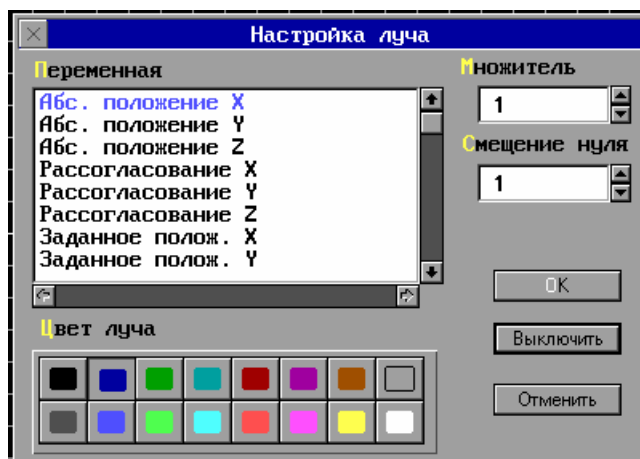 Настройка луча
Переменная
Абс. положение X
Абс. положение Y
Абс. положение Z
Рассогласование X
Рассогласование Y
Рассогласование Z
Заданное полож. X
Заданное полож. Y
Множитель
1
Смещение нуля
1
Цвет луча
OK
Выключить
Отменить